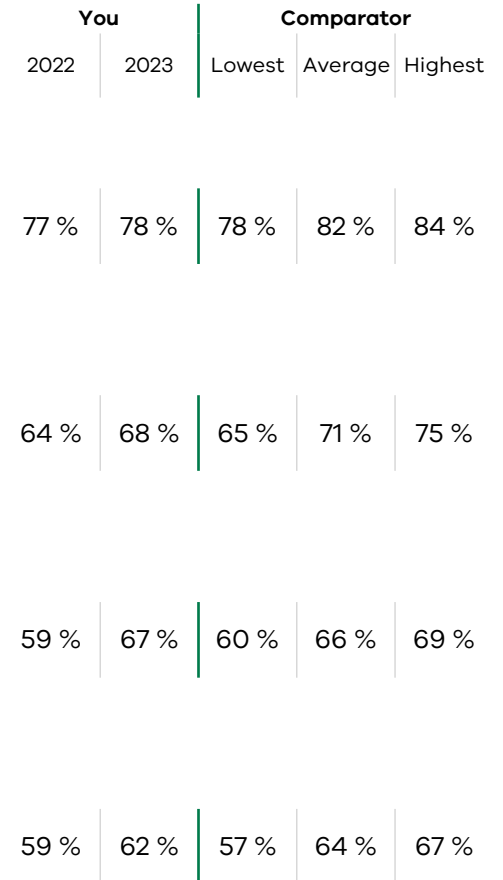 You Comparator
2022 2023 Lowest Average Highest
77 % 78 % 78 % 82 % 84 %
64 % 68 % 65 % 71 % 75 %
59 % 67 % 60 % 66 % 69 %
59 % 62 % 57 % 64 % 67 %